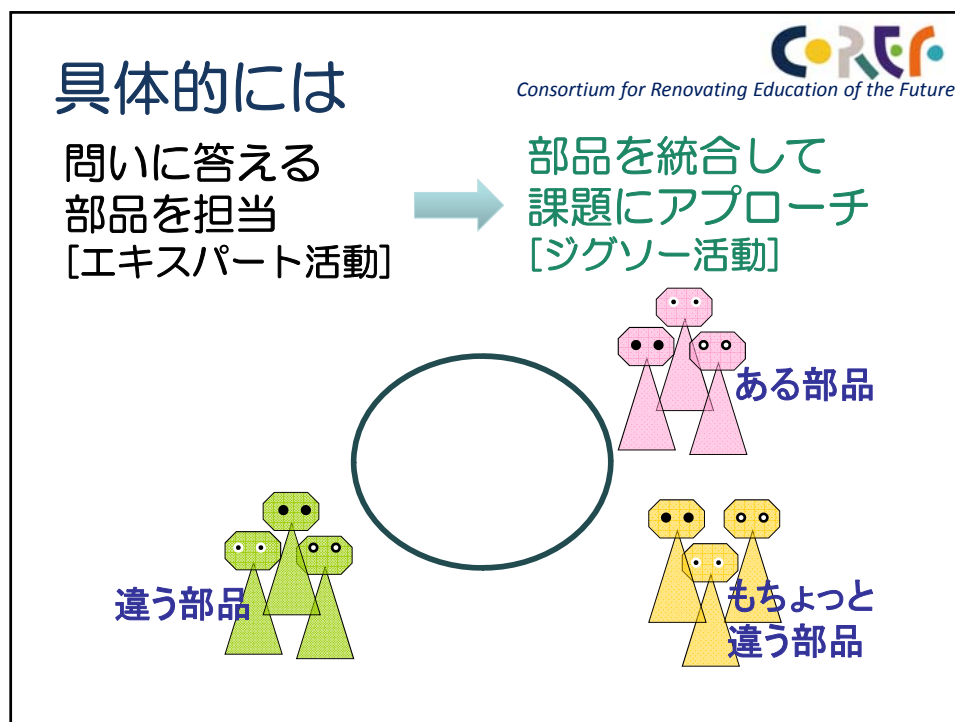 具体的には
CoREF
Consortium for Renovating Education of the Future
問いに答える
部品を担当
[エキスパート活動]
部品を統合して
課題にアプローチ
[ジグソー活動]
ある部品
違う部品
もちょっと
違う部品